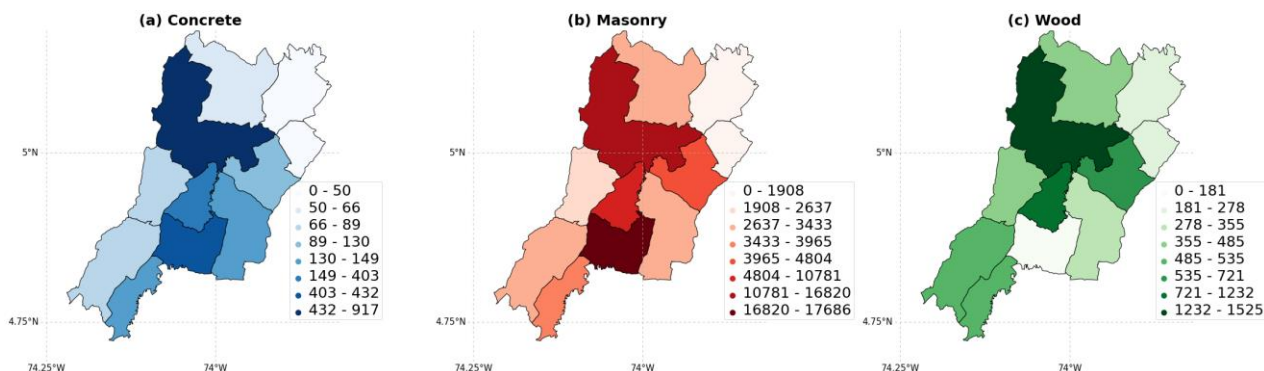 (a) Concrete
5°N
4.75°N
74.25°W
74°W
0 - 50
50 - 66
66 - 89
89 - 130
130 - 149
149 - 403
403 - 432
432 - 917
(b) Masonry
5°N
4.75°N
74.25°W
74°W
0 - 1908
1908 - 2637
2637 - 3433
3433 - 3965
3965 - 4804
4804 - 10781
10781 - 16820
16820 - 17686
(c) Wood
5°N
4.75°N
74.25°W
74°W
0 - 181
181 - 278
278 - 355
355 - 485
485 - 535
535 - 721
721 - 1232
1232 - 1525